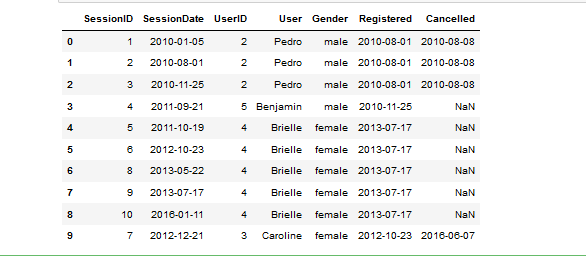 SessionID SessionDate UserID User Gender Registered Cancelled
0 1 2010-01-05 2 Pedro male 2010-08-01 2010-08-08
1 2 2010-08-01 2 Pedro male 2010-08-01 2010-08-08
2 3 2010-11-25 2 Pedro male 2010-08-01 2010-08-08
3 4 2011-09-21 5 Benjamin male 2010-11-25 NaN
4 5 2011-10-19 4 Brielle female 2013-07-17 NaN
5 6 2012-10-23 4 Brielle female 2013-07-17 NaN
6 8 2013-05-22 4 Brielle female 2013-07-17 NaN
7 9 2013-07-17 4 Brielle female 2013-07-17 NaN
8 10 2016-01-11 4 Brielle female 2013-07-17 NaN
9 7 2012-12-21 3 Caroline female 2012-10-23 2016-06-07